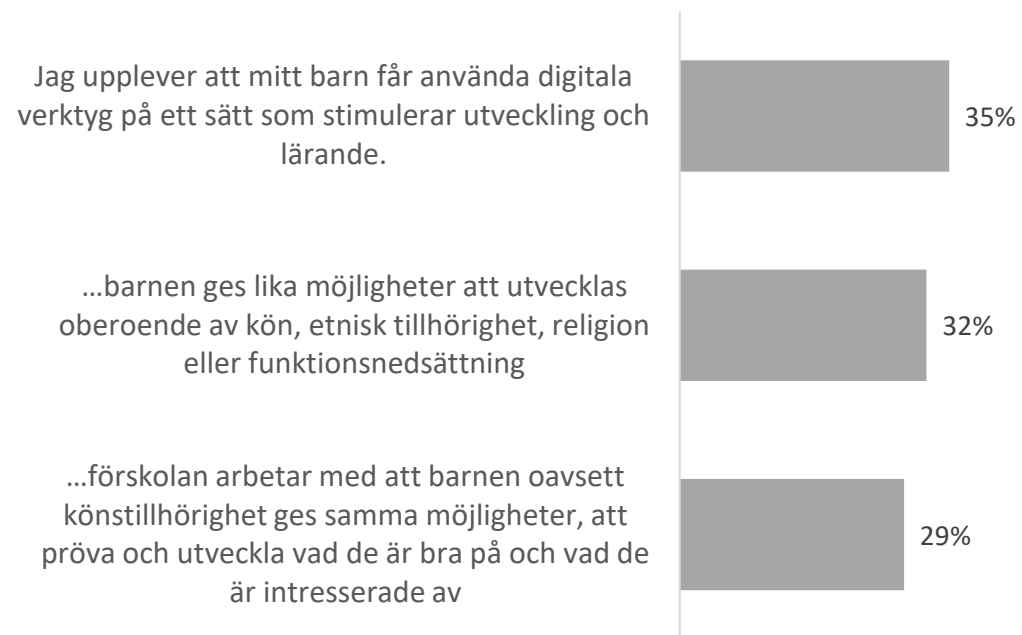 Jag upplever att mitt barn får använda digitala
verktyg på ett sätt som stimulerar utveckling och
lärande.
35%
...barnen ges lika möjligheter att utvecklas
oberoende av kön, etnisk tillhörighet, religion
eller funktionsnedsättning
32%
...förskolan arbetar med att barnen oavsett
könstillhörighet ges samma möjligheter, att
pröva och utveckla vad de är bra på och vad de
är intresserade av
29%